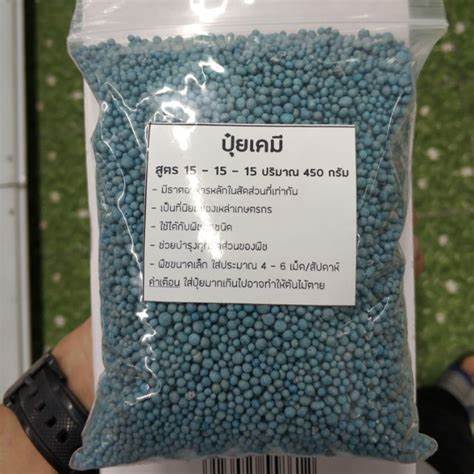 ปุ๋ยเคมี
สูตร 15 - 15 - 15 ปริมาณ 450 กรัม
- มีธาตุอาหารหลักในสัดส่วนที่เท่ากัน
- เป็นที่นิยมของเหล่าเกษตรกร
- ใช้ได้กับพืชทุกชนิด
- ช่วยบำรุงทุกส่วนของพืช
- พืชขนาดเล็ก ใส่ประมาณ 4 - 6 เม็ด/สัปดาห์
คำเตือน ใส่ปุ๋ยมากเกินไปอาจทำให้ต้นไม้ตาย